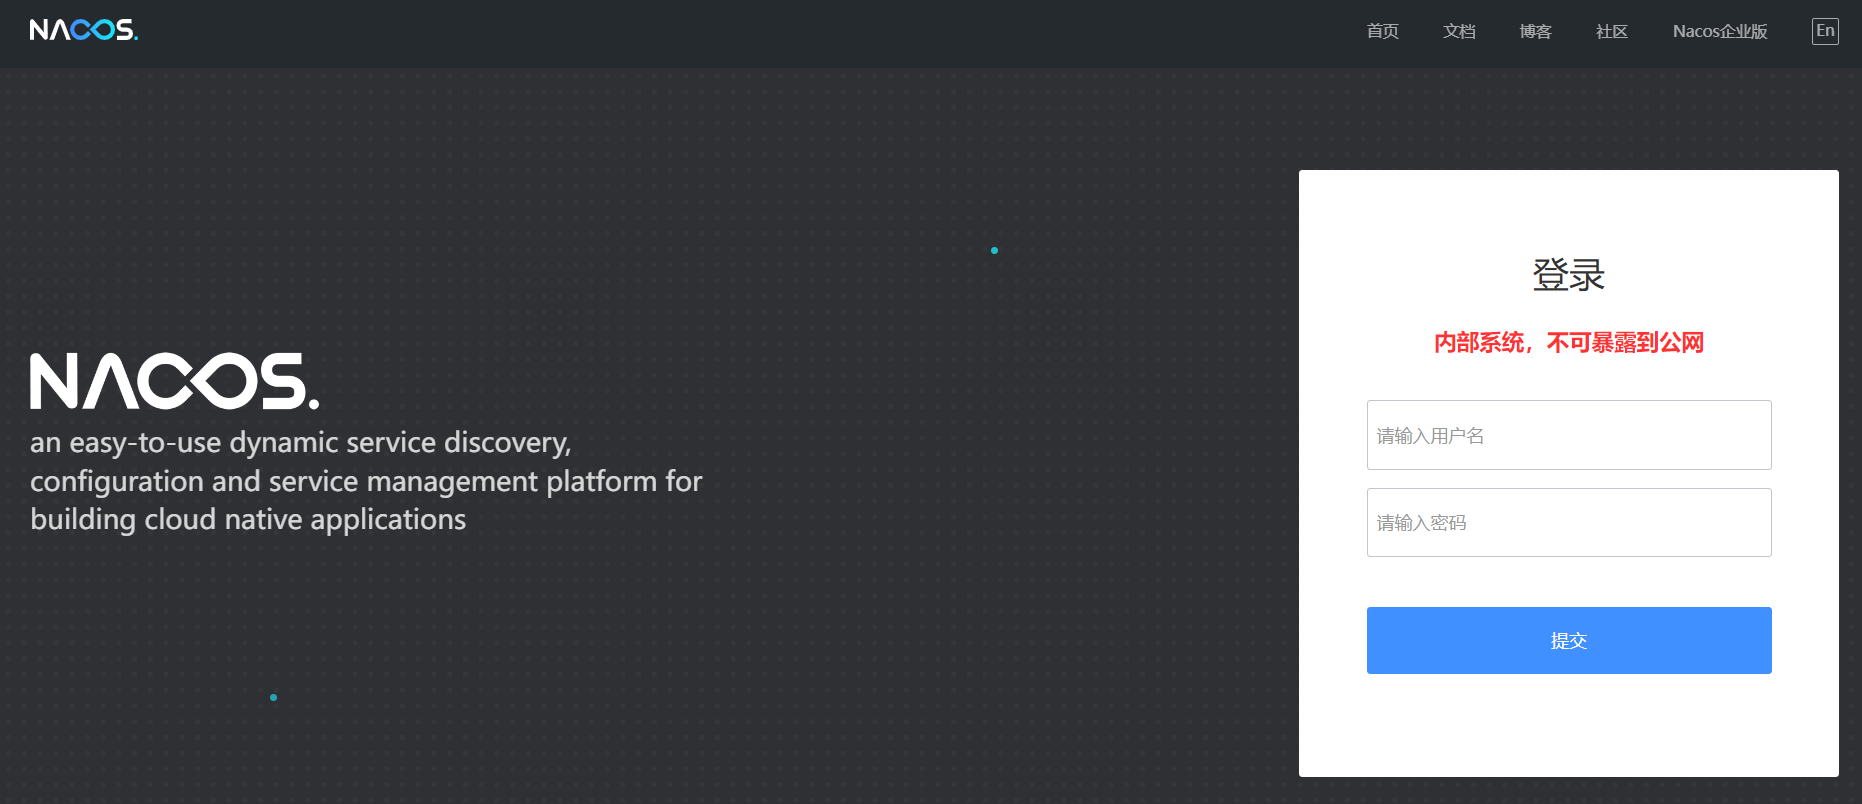 NACOS.
首页 文档 博客 社区 Nacos企业版 En
登录
内部系统，不可暴露到公网
请输入用户名
请输入密码
提交
NACOS.
an easy-to-use dynamic service discovery,
configuration and service management platform for
building cloud native applications